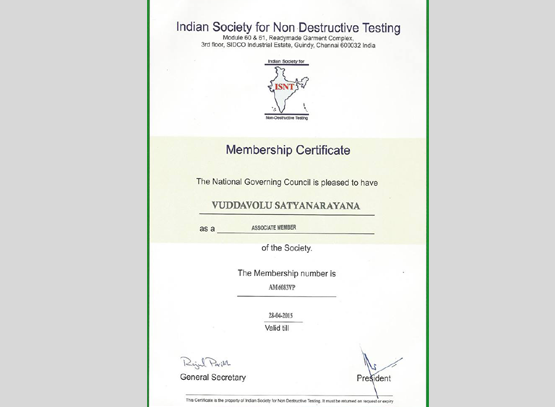 Indian Society for Non Destructive Testing
Module 60 & 61, Readymade Garment Complex,
3rd floor, SIDCO Industrial Estate, Guindy, Chennai 600032 India
Indian Society for
ISNT
Non-Destructive Testing
Membership Certificate
The National Governing Council is pleased to have
VUDDAVOLU SATYANARAYANA
as a ASSOCIATE MEMBER
of the Society.
The Membership number is
28-04-2015
Valid till
General Secretary
President
This Certificate is the property of Indian Society for Non Destructive Testing. It must be returned on request or expiry